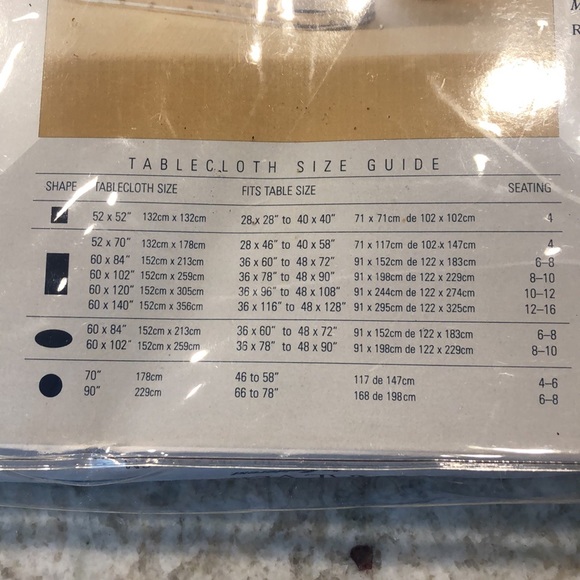 M
R
TABLECLOTH SIZE GUIDE
SHAPE TABLECLOTH SIZE FITS TABLE SIZE SEATING
52 x 52" 132cm x 132cm 28 x 28" to 40 x 40" 71 x 71cm de 102 x 102cm 4
52 x 70" 132cm x 178cm 28 x 46" to 40 x 58" 71 x 117cm de 102 x 147cm 4
60 x 84" 152cm x 213cm 36 x 60" to 48 x 72" 91 x 152cm de 122 x 183cm 6–8
60 x 102" 152cm x 259cm 36 x 78" to 48 x 90" 91 x 198cm de 122 x 229cm 8–10
60 x 120" 152cm x 305cm 36 x 96" to 48 x 108" 91 x 244cm de 122 x 274cm 10–12
60 x 140" 152cm x 356cm 36 x 116" to 48 x 128" 91 x 295cm de 122 x 325cm 12–16
60 x 84" 152cm x 213cm 36 x 60" to 48 x 72" 91 x 152cm de 122 x 183cm 6–8
60 x 102" 152cm x 259cm 36 x 78" to 48 x 90" 91 x 198cm de 122 x 229cm 8–10
70" 178cm 46 to 58" 117 de 147cm 4–6
90" 229cm 66 to 78" 168 de 198cm 6–8